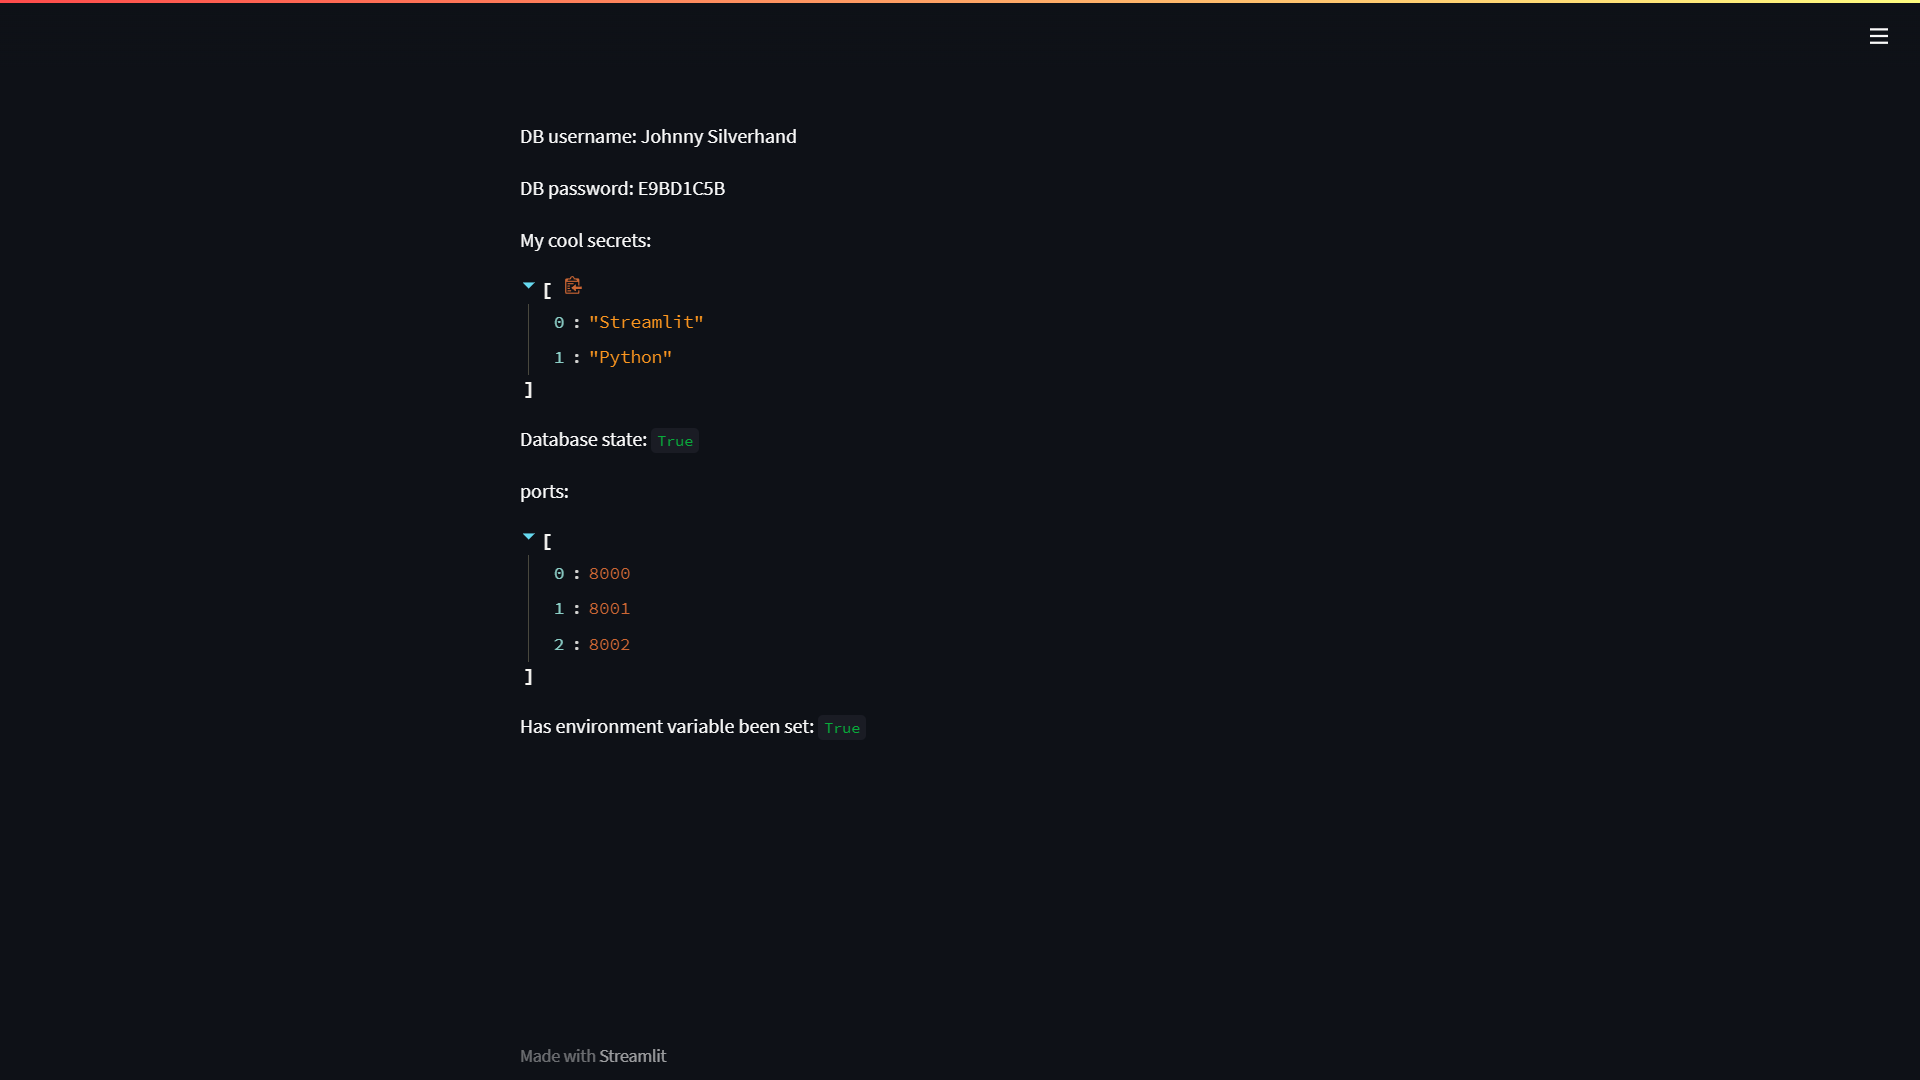 DB username: Johnny Silverhand
DB password: E9BD1C5B
My cool secrets:
[
0 : "Streamlit"
1 : "Python"
]
Database state: True
ports:
[
0 : 8000
1 : 8001
2 : 8002
]
Has environment variable been set: True
Made with Streamlit